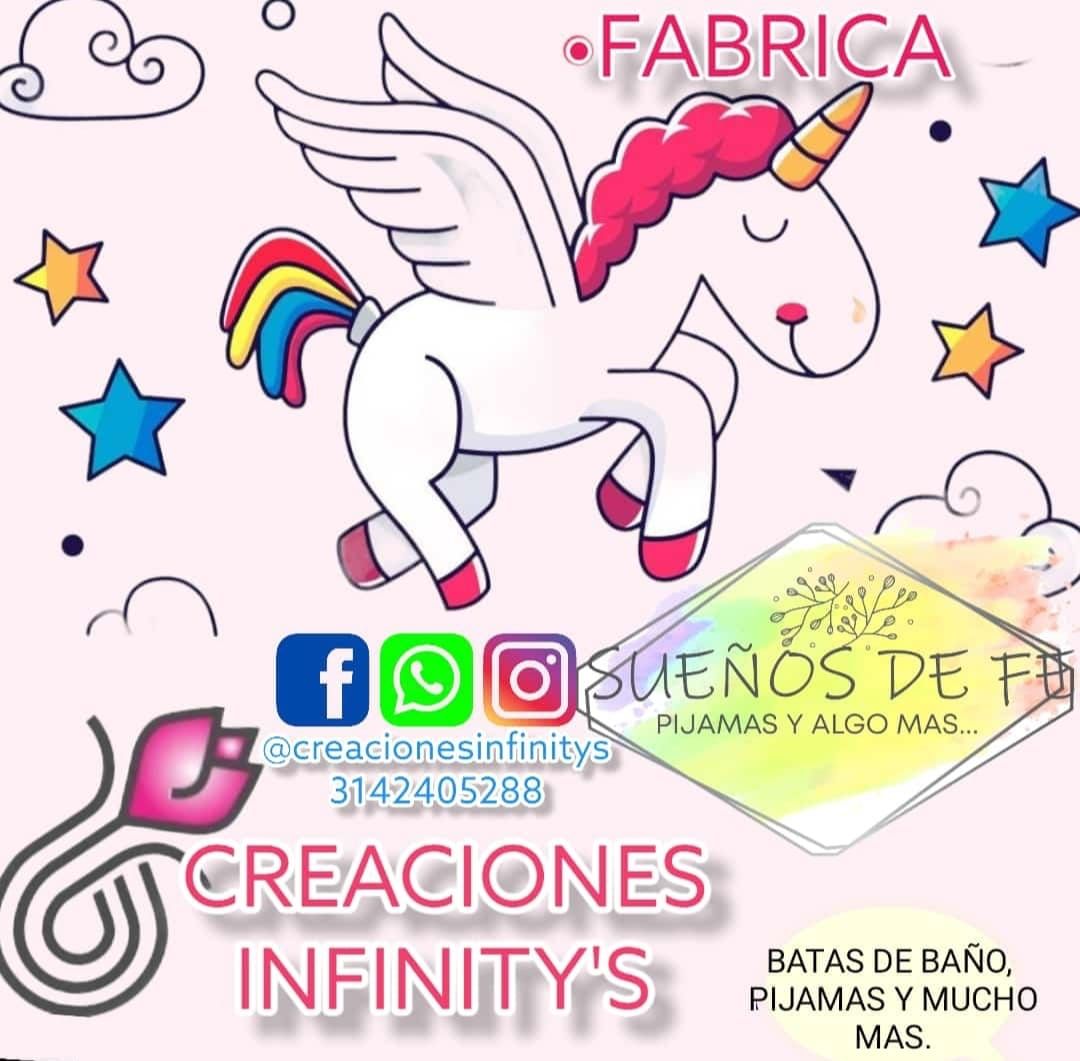 •FABRICA
SUEÑOS DE FE
PIJAMAS Y ALGO MAS...
@creacionesinfinitys
3142405288
CREACIONES
INFINITY'S
BATAS DE BAÑO,
PIJAMAS Y MUCHO
MAS.